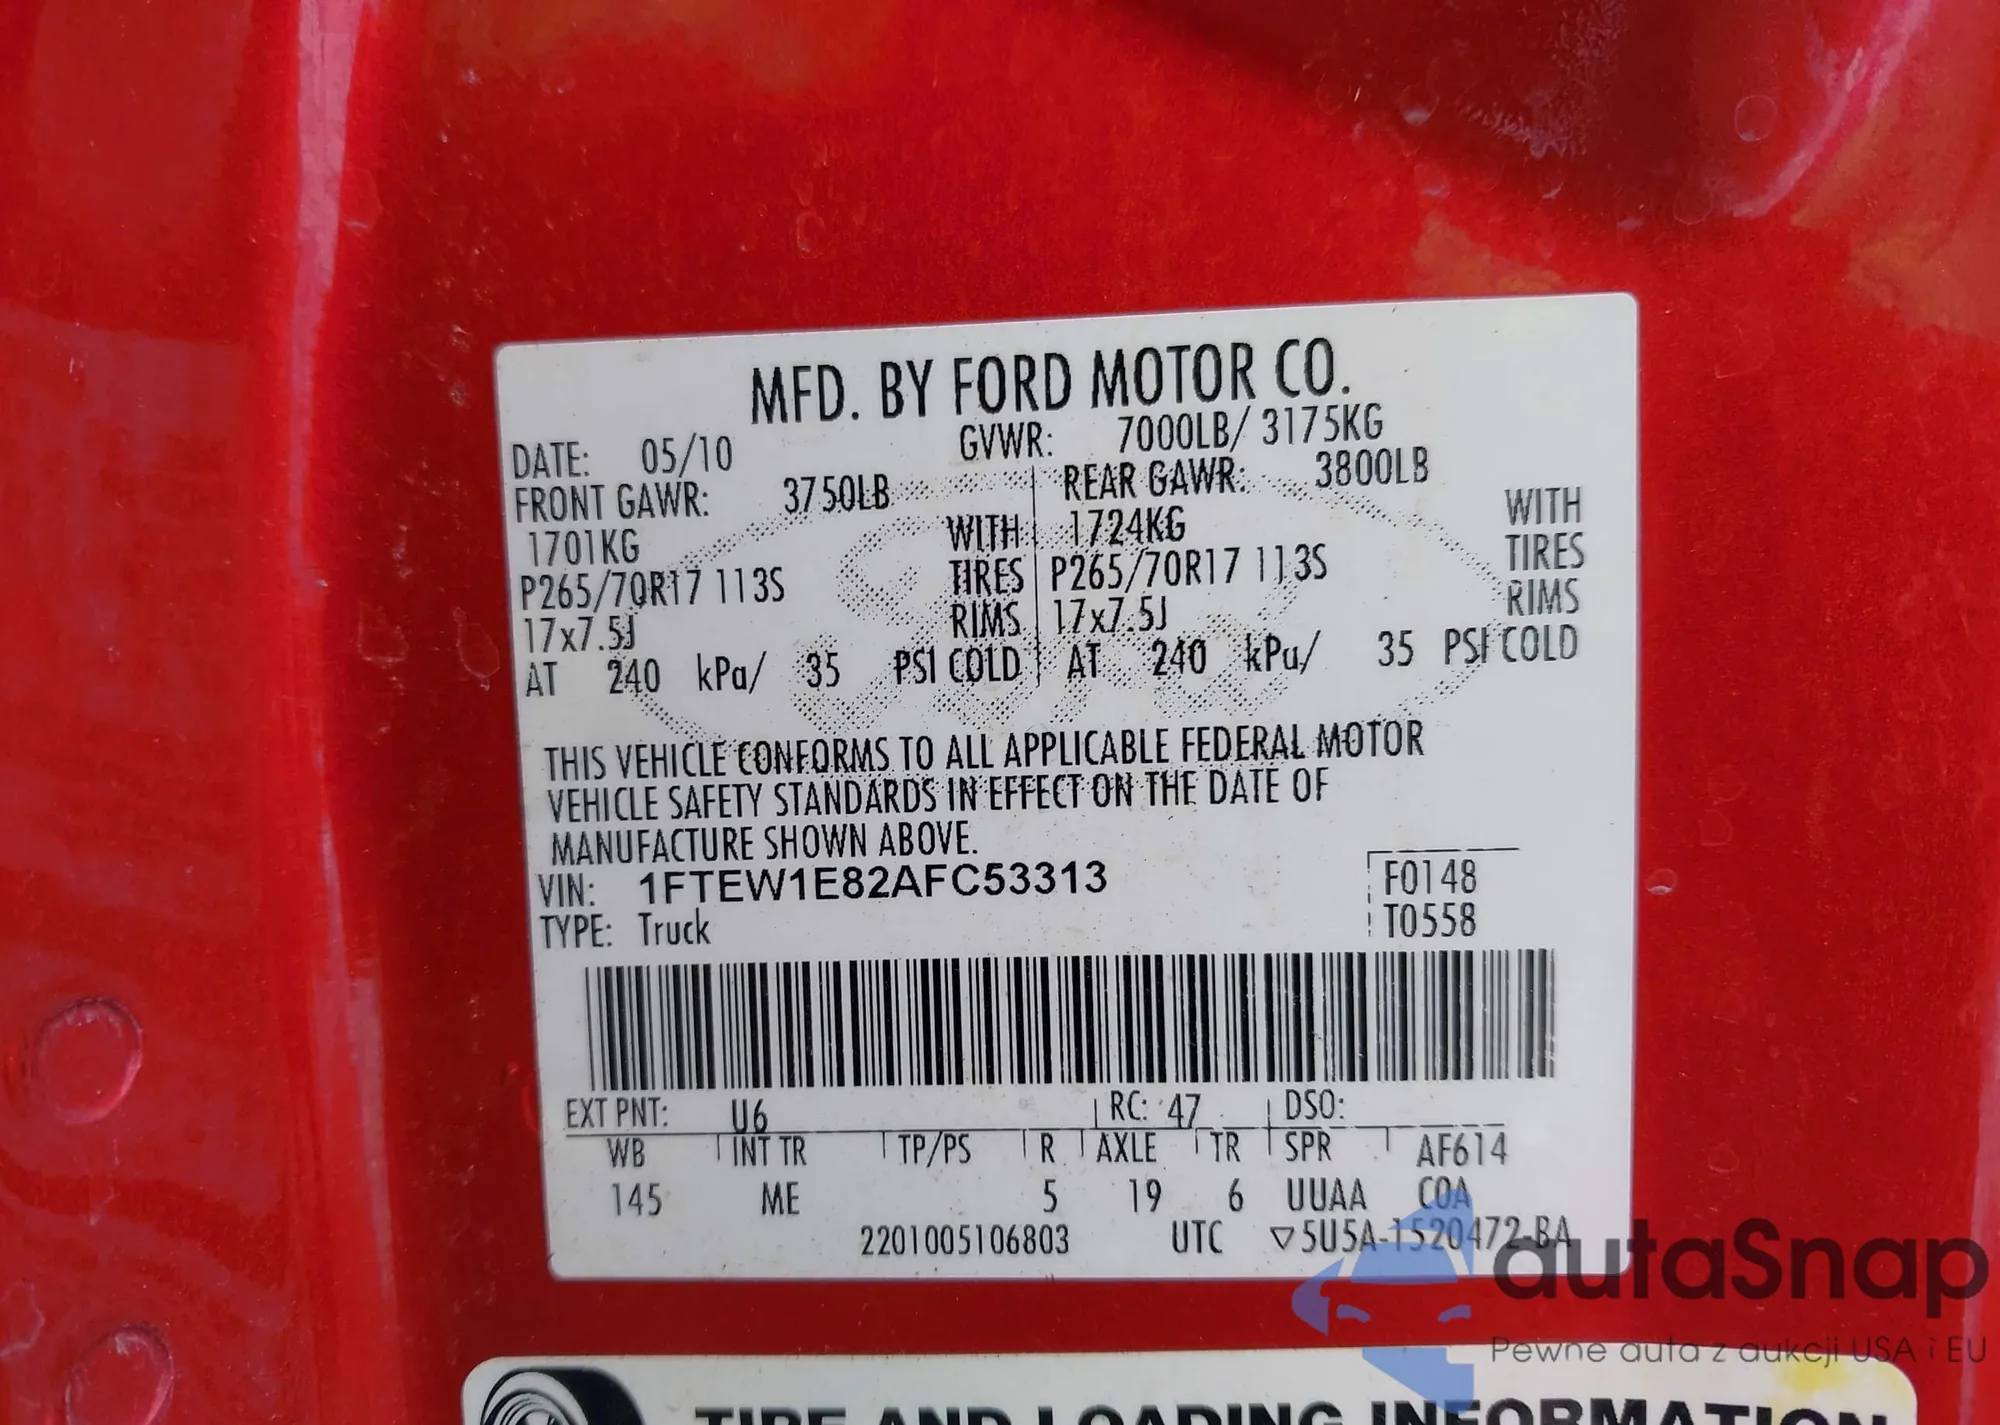 MFD. BY FORD MOTOR CO.
DATE: 05/10 GVWR: 7000LB/ 3175KG
FRONT GAWR: 3750LB REAR GAWR: 3800LB
1701KG WITH 1724KG WITH
P265/70R17 113S TIRES P265/70R17 113S TIRES
17x7.5J RIMS 17x7.5J RIMS
AT 240 kPa/ 35 PSI COLD AT 240 kPa/ 35 PSI COLD
THIS VEHICLE CONFORMS TO ALL APPLICABLE FEDERAL MOTOR
VEHICLE SAFETY STANDARDS IN EFFECT ON THE DATE OF
MANUFACTURE SHOWN ABOVE.
VIN: 1FTEW1E82AFC53313 F0148
TYPE: Truck T0558
EXT PNT: U6 RC: 47 DSO:
WB INT TR TP/PS R AXLE TR SPR AF614
145 ME 5 19 6 UUAA COA
2201005106803 UTC ▽5U5A-1520472-BA
autaSnap
Pewne auta z aukcji USA i EU
TIRE AND LOADING INFORMATION